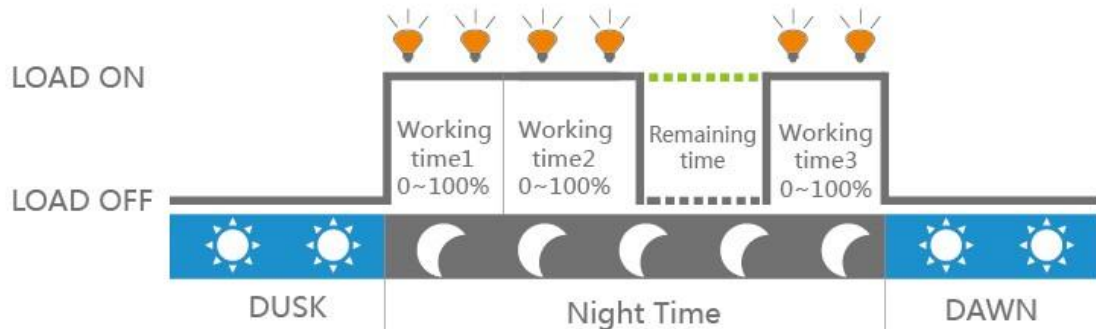 LOAD ON
Working
time1
0~100%
Working
time2
0~100%
Remaining
time
Working
time3
0~100%
LOAD OFF
DUSK
Night Time
DAWN